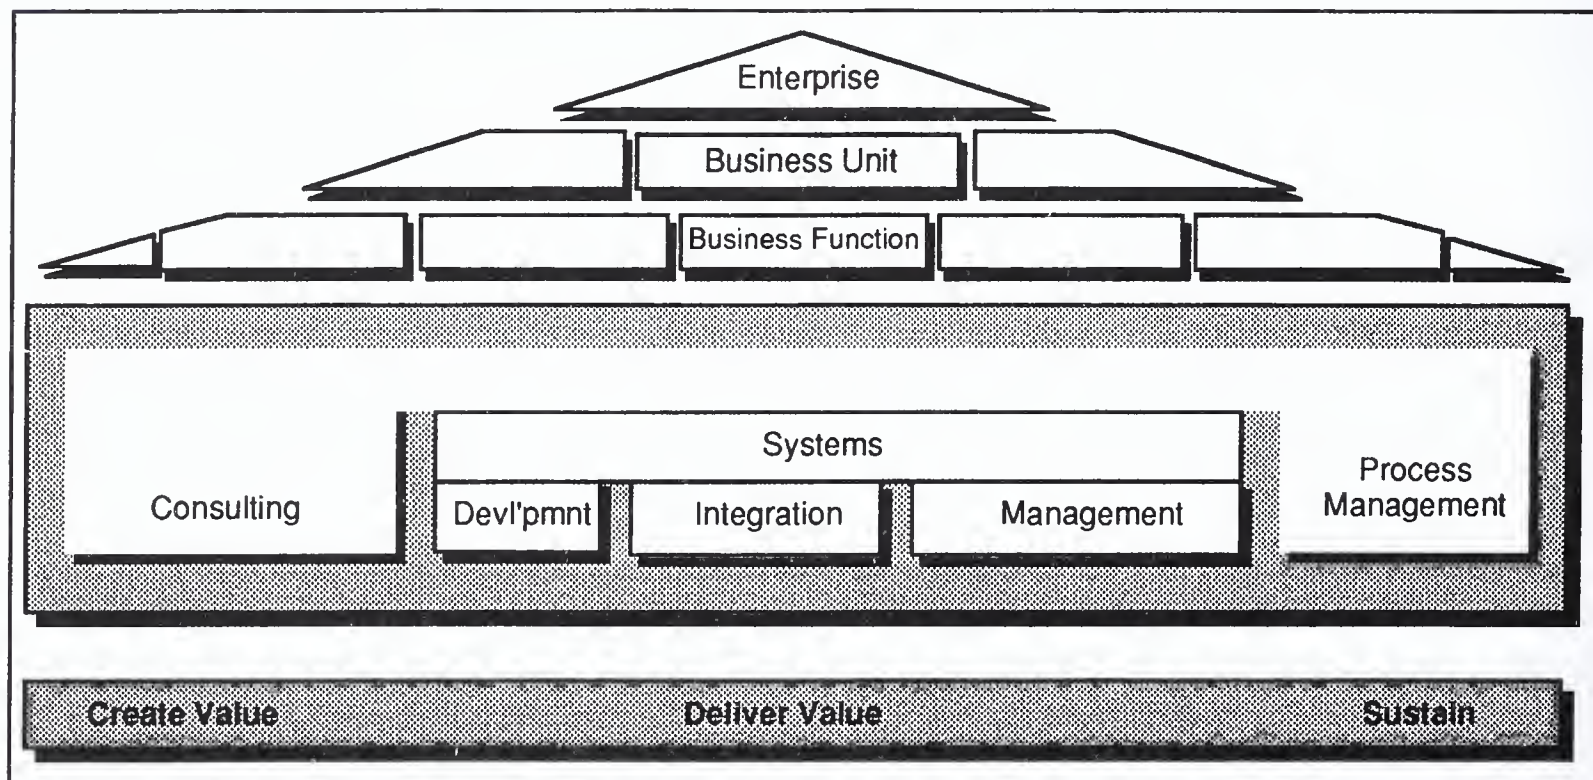 Enterprise
Business Unit
Business Function
Systems
Consulting
Devl'pmnt
Integration
Management
Process
Management
Create Value
Deliver Value
Sustain